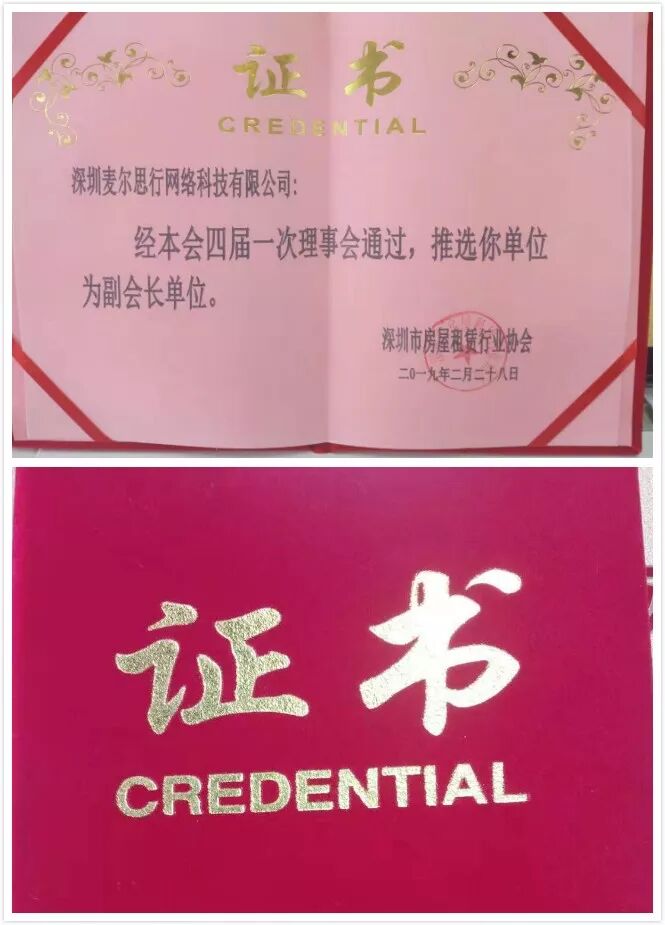 证书
CREDENTIAL
深圳麦尔思行网络科技有限公司:
经本会四届一次理事会通过，推选你单位
为副会长单位。
深圳市房屋租赁行业协会
二0一九年二月二十八日
证书
CREDENTIAL